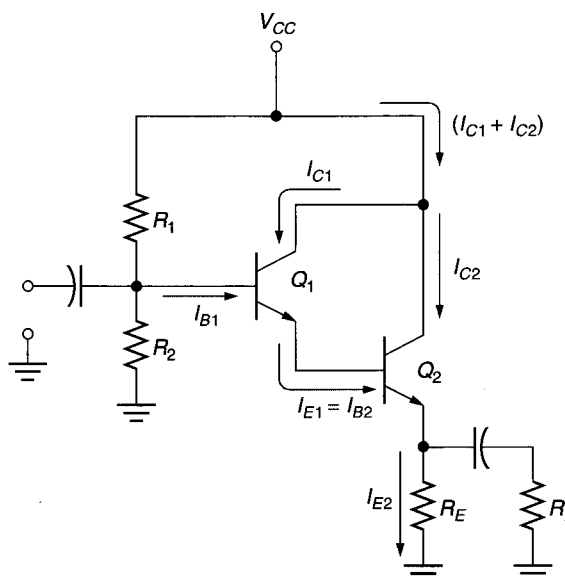 V_CC
(I_C1 + I_C2)
I_C1
R_1
Q_1
I_C2
I_B1
R_2
Q_2
I_E1 = I_B2
I_E2
R_E
R